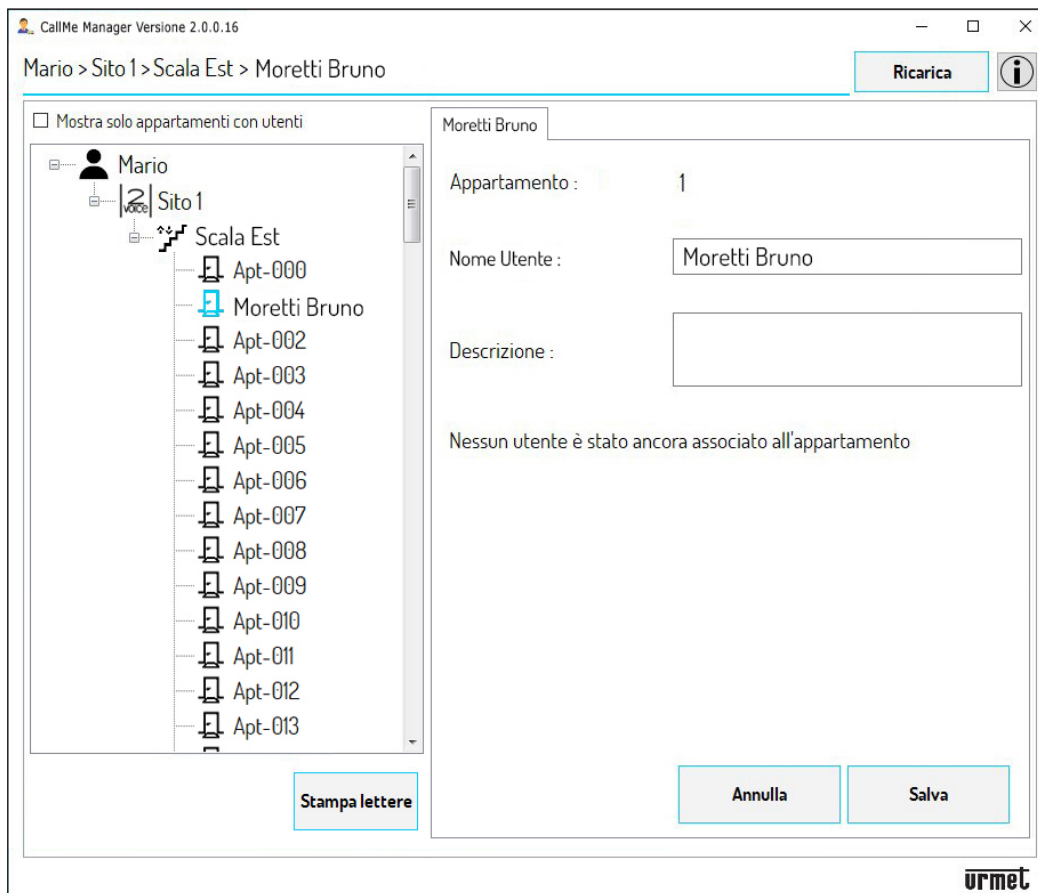 CallMe Manager Versione 2.0.0.16
Mario > Sito 1 > Scala Est > Moretti Bruno
Ricarica
i
Mostra solo appartamenti con utenti
Mario
2 voice Sito 1
Scala Est
Apt-000
Moretti Bruno
Apt-002
Apt-003
Apt-004
Apt-005
Apt-006
Apt-007
Apt-008
Apt-009
Apt-010
Apt-011
Apt-012
Apt-013
Stampa lettere
Moretti Bruno
Appartamento : 1
Nome Utente : Moretti Bruno
Descrizione :
Nessun utente è stato ancora associato all'appartamento
Annulla Salva
urmet